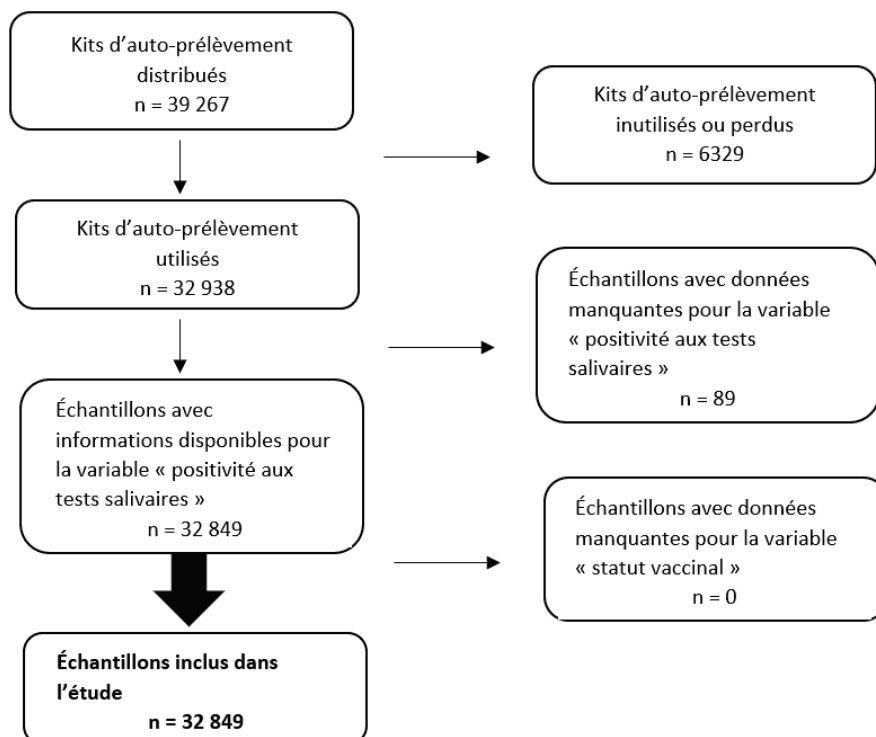 Kits d'auto-prélèvement
distribués
n = 39 267
Kits d'auto-prélèvement
inutilisés ou perdus
n = 6329
Kits d'auto-prélèvement
utilisés
n = 32 938
Échantillons avec données
manquantes pour la variable
« positivité aux tests
salivaires »
n = 89
Échantillons avec
informations disponibles pour
la variable « positivité aux
tests salivaires »
n = 32 849
Échantillons avec données
manquantes pour la variable
« statut vaccinal »
n = 0
Échantillons inclus dans
l'étude
n = 32 849